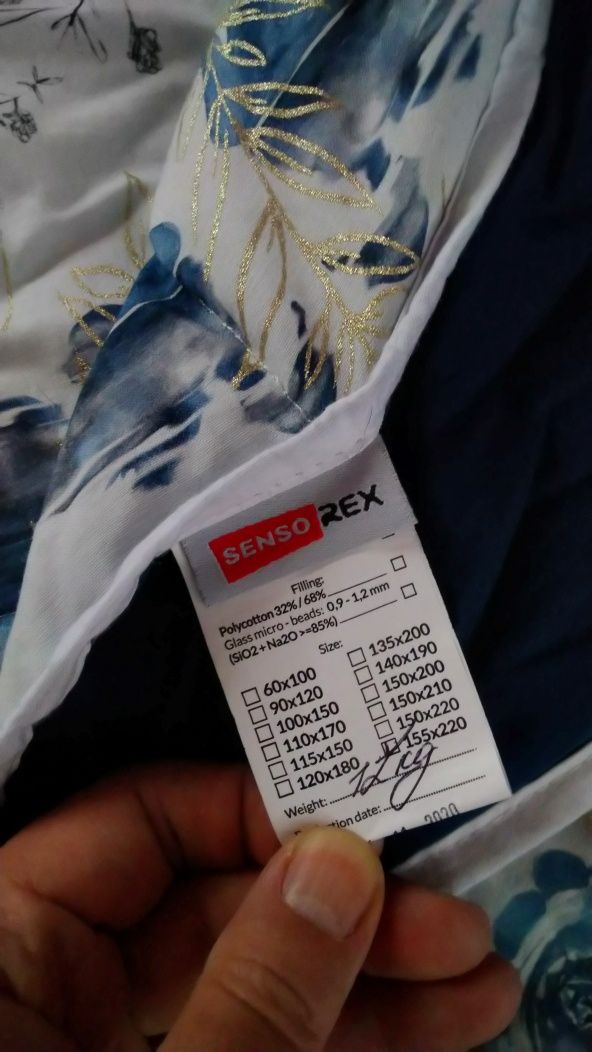 SENSO REX
Filling:
Polycotton 32% / 68%
Glass micro - beads: 0,9 - 1,2 mm
(SiO2 + Na2O >=85%)
Size:
60x100
90x120
100x150
110x170
115x150
120x180
135x200
140x190
150x200
150x210
150x220
155x220
Weight: 12kg
date: 2020